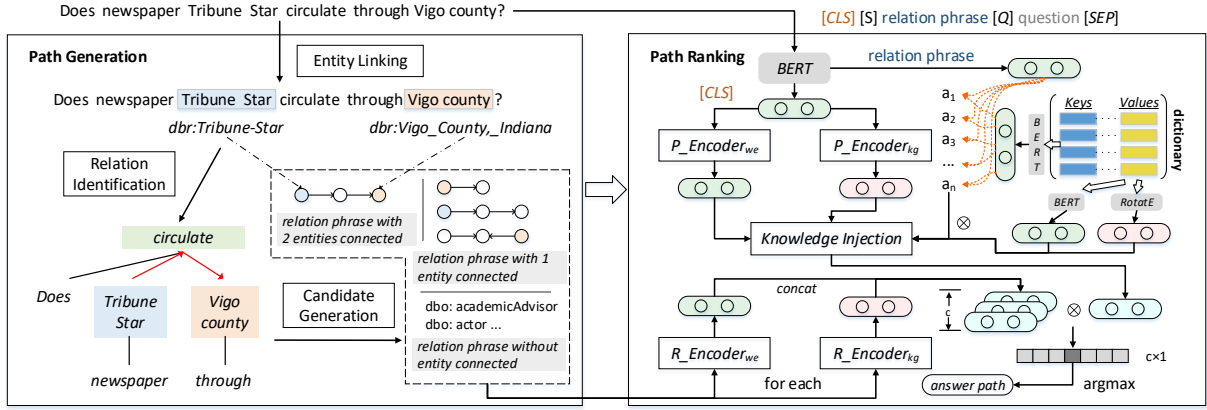 Does newspaper Tribune Star circulate through Vigo county?
[CLS] [S] relation phrase [Q] question [SEP]
Path Generation
Entity Linking
Does newspaper Tribune Star circulate through Vigo county ?
dbr:Tribune-Star
dbr:Vigo_County,_Indiana
Relation
Identification
circulate
Does
Tribune
Star
Vigo
county
newspaper
through
Candidate
Generation
relation phrase with
2 entities connected
relation phrase with 1
entity connected
dbo: academicAdvisor
dbo: actor ...
relation phrase without
entity connected
Path Ranking
BERT
relation phrase
[CLS]
P_Encoderwe
P_Encoderkg
a1
a2
a3
...
an
B
E
R
T
Keys
Values
dictionary
BERT
RotatE
Knowledge Injection
⊗
concat
R_Encoderwe
R_Encoderkg
for each
c
⊗
c×1
answer path
argmax